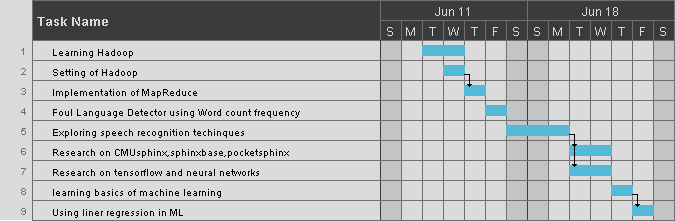 Task Name
Jun 11 Jun 18
S M T W T F S S M T W T F S
1 Learning Hadoop
2 Setting of Hadoop
3 Implementation of MapReduce
4 Foul Language Detector using Word count frequency
5 Exploring speech recognition techinques
6 Research on CMUsphinx,sphinxbase,pocketsphinx
7 Research on tensorflow and neural networks
8 learning basics of machine learning
9 Using liner regression in ML